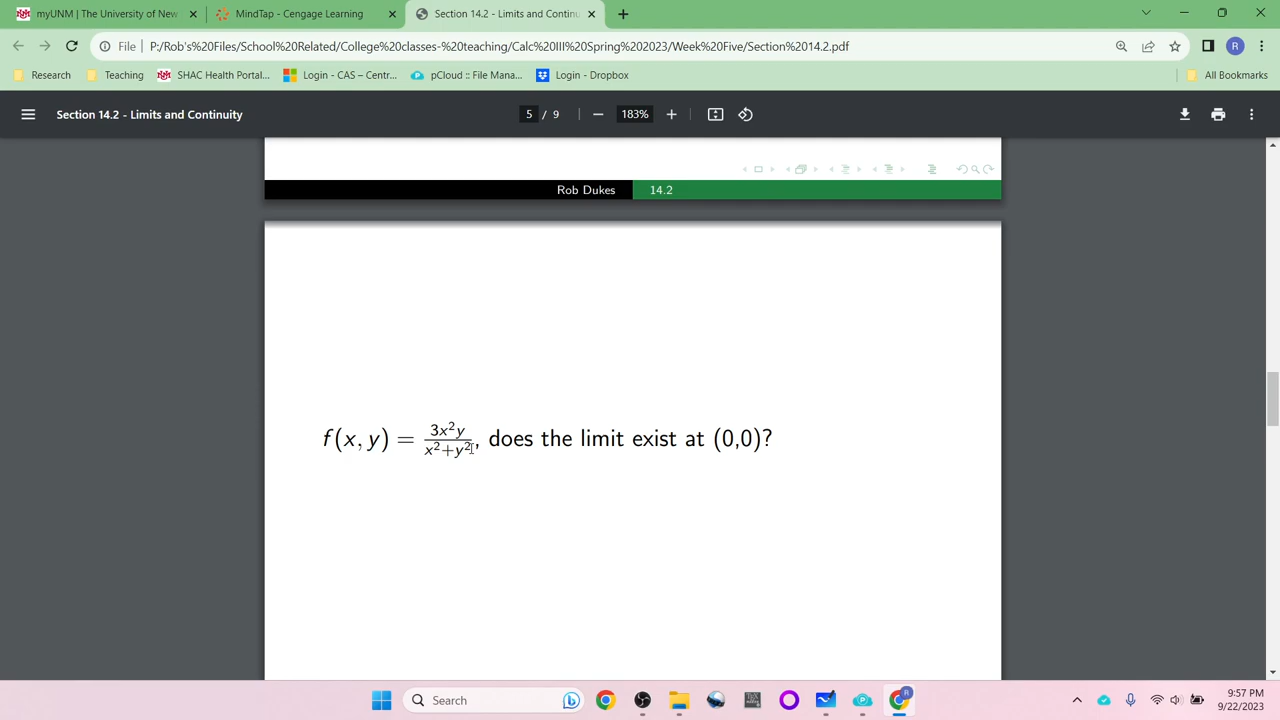 myUNM | The University of New
MindTap - Cengage Learning
Section 14.2 - Limits and Continu
File
P:/Rob's%20Files/School%20Related/College%20classes-%20teaching/Calc%20III%20Spring%202023/Week%20Five/Section%2014.2.pdf
R
Research
Teaching
SHAC Health Portal...
Login - CAS – Centr...
pCloud :: File Mana...
Login - Dropbox
All Bookmarks
Section 14.2 - Limits and Continuity
5 / 9
183%
Rob Dukes
14.2
f(x, y) = 3x²y / x²+y², does the limit exist at (0,0)?
Search
9:57 PM
9/22/2023